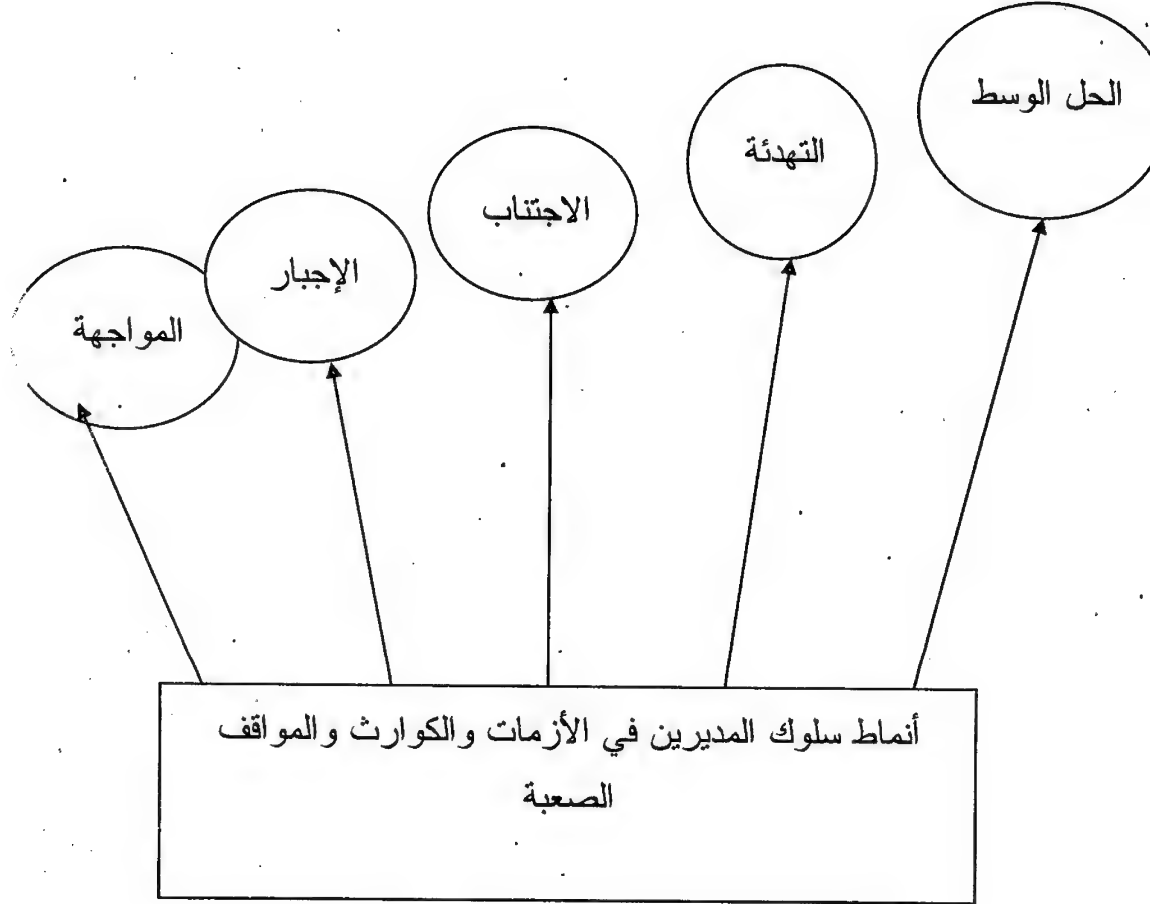 الحل الوسط
التهدئة
الاجتناب
الإجبار
المواجهة
أنماط سلوك المديرين في الأزمات والكوارث والمواقف
الصعبة